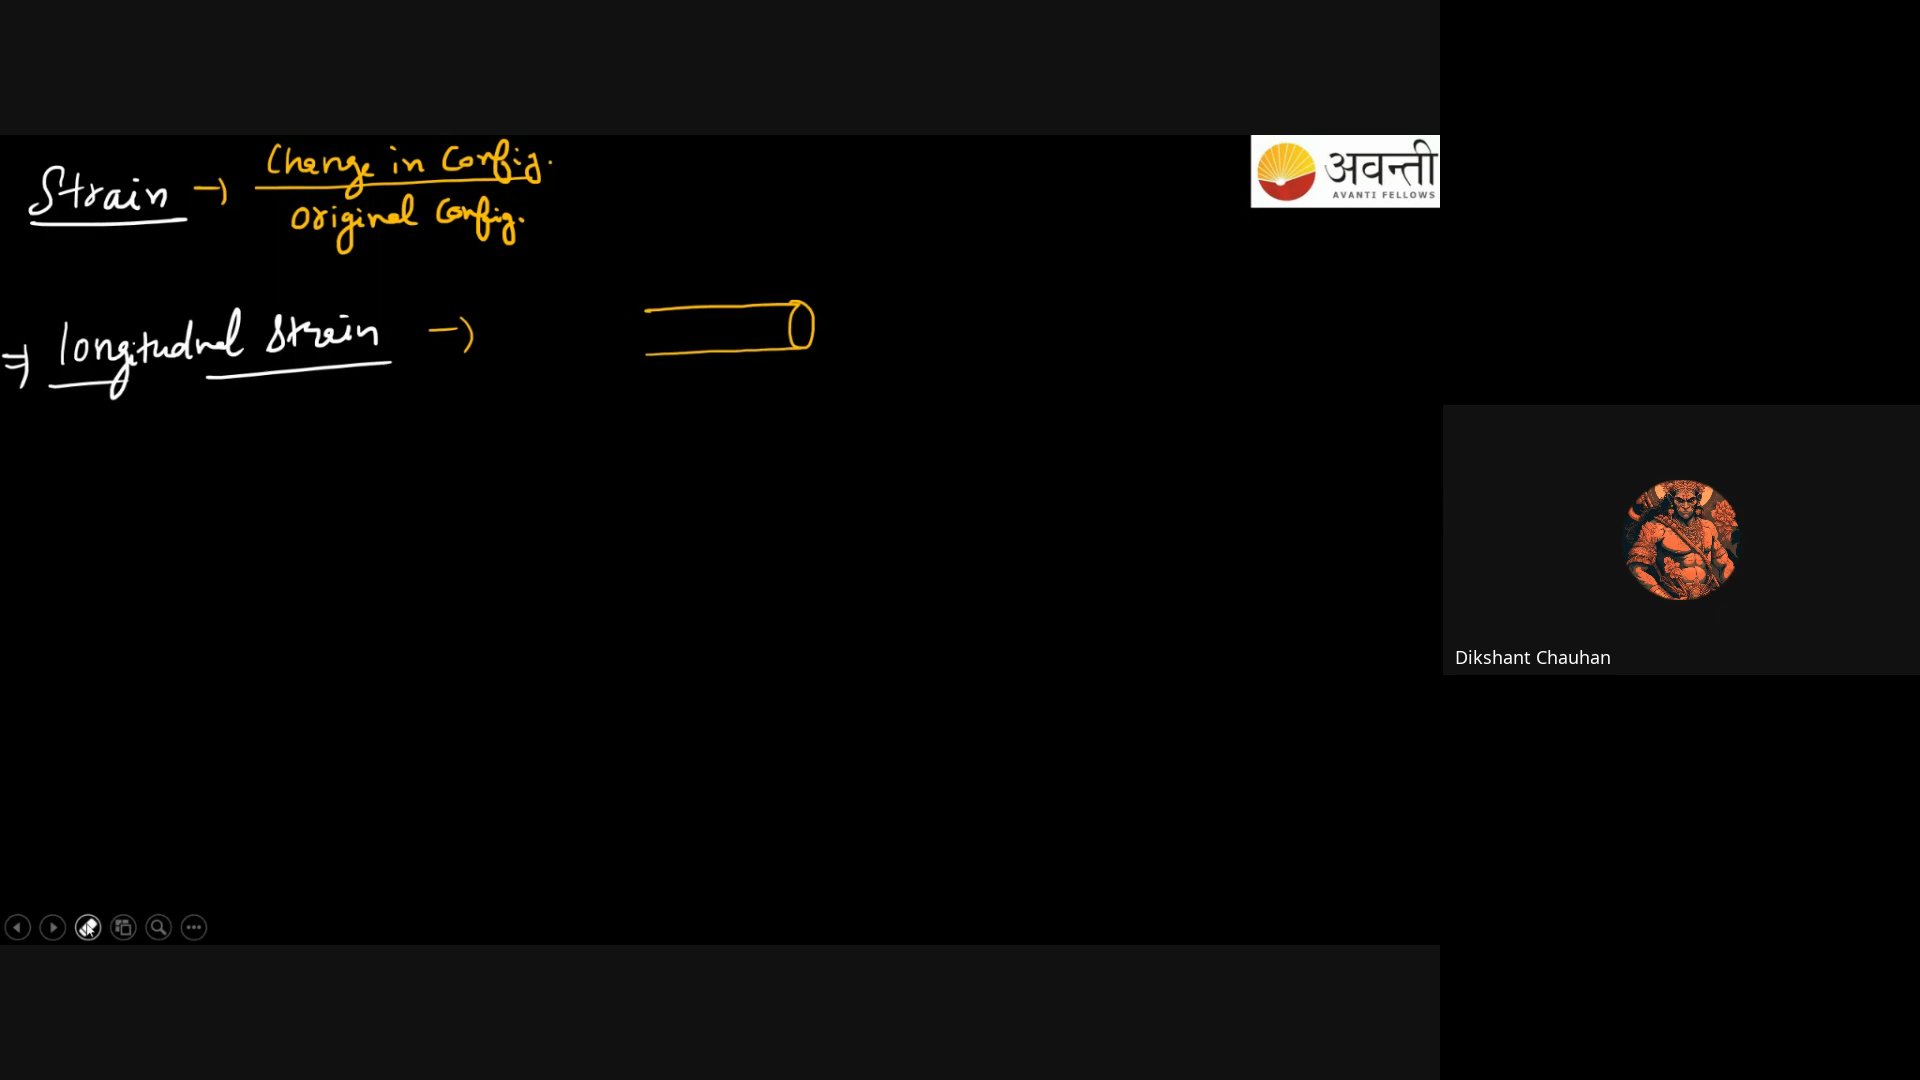 Strain → Change in Config.
Original Config.
⇒ longitudnal strain →
अवन्ती
AVANTI FELLOWS
Dikshant Chauhan